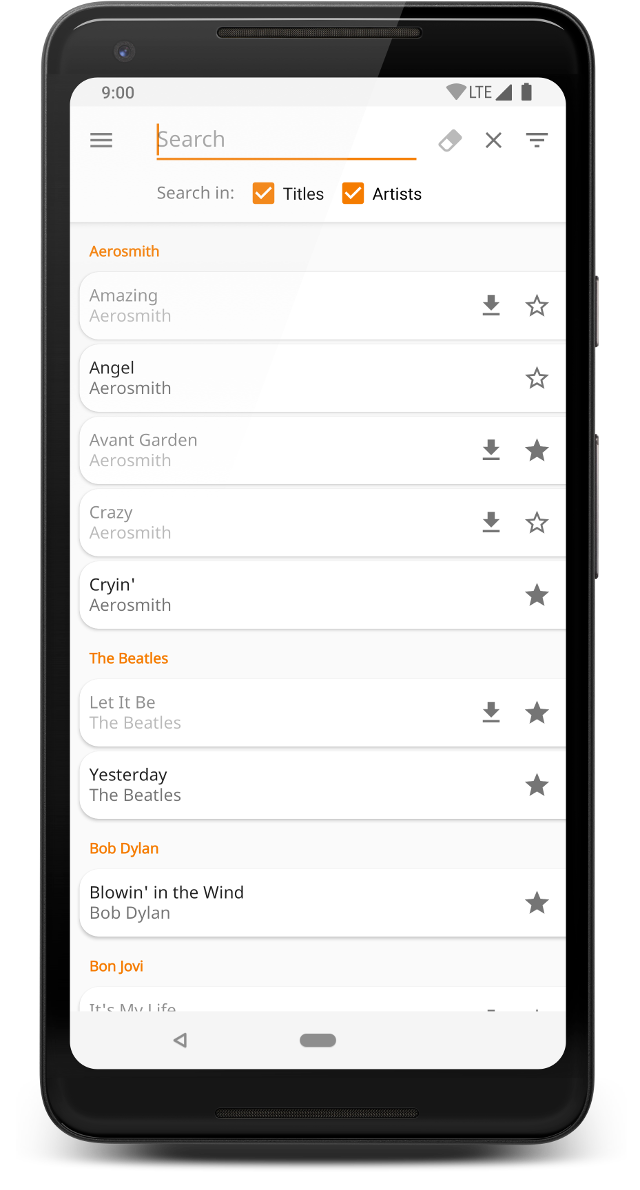 9:00 LTE
Search
Search in: Titles Artists
Aerosmith
Amazing
Aerosmith
Angel
Aerosmith
Avant Garden
Aerosmith
Crazy
Aerosmith
Cryin'
Aerosmith
The Beatles
Let It Be
The Beatles
Yesterday
The Beatles
Bob Dylan
Blowin' in the Wind
Bob Dylan
Bon Jovi
It's My Life